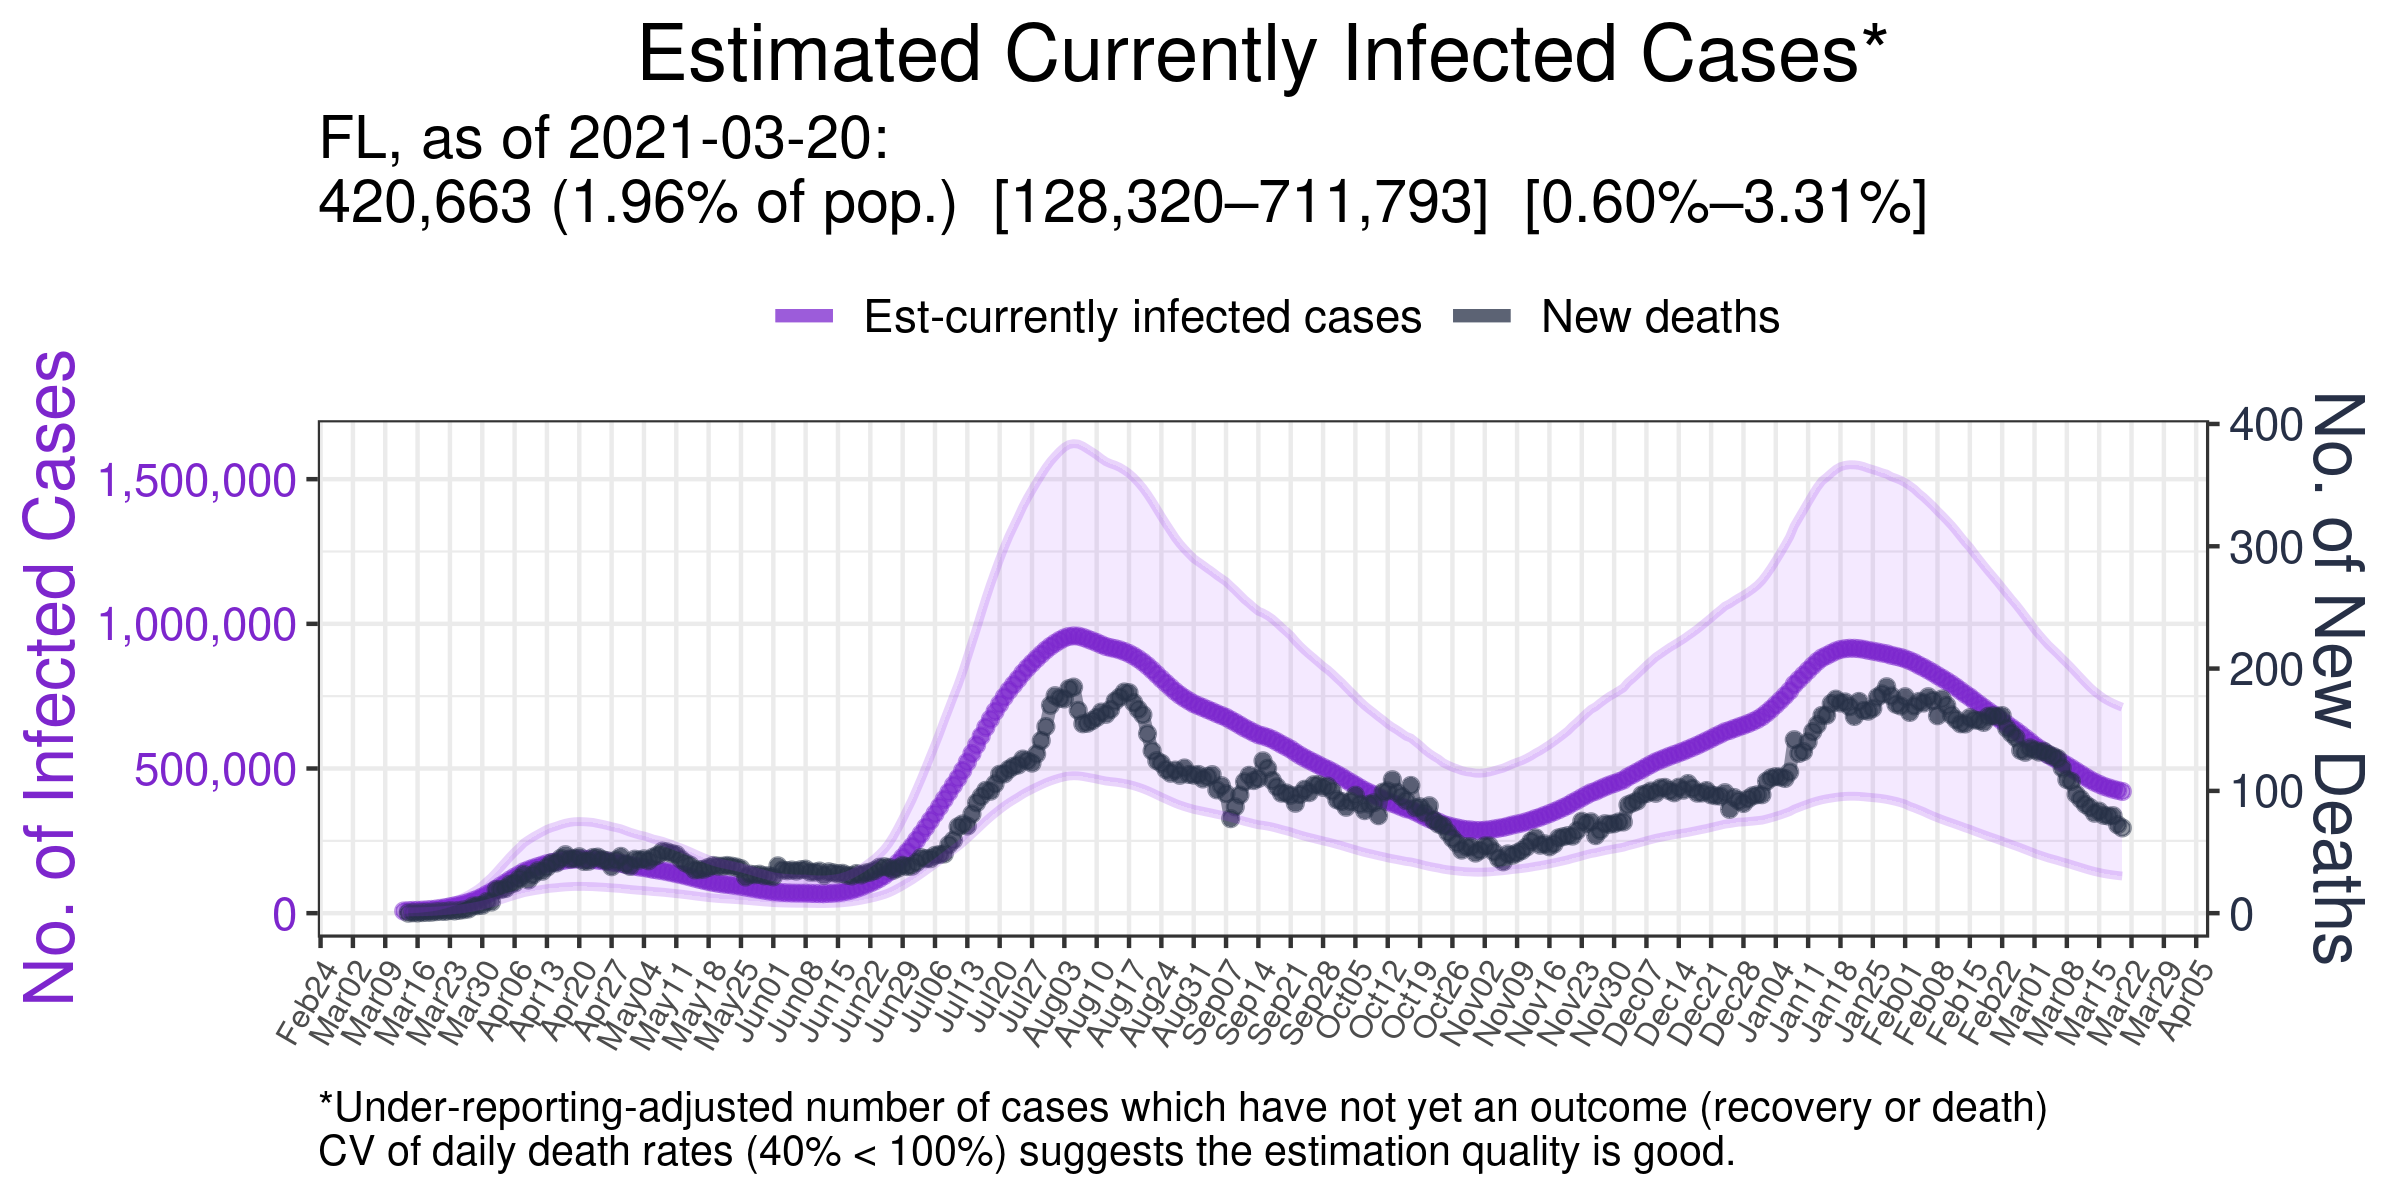 Estimated Currently Infected Cases*
FL, as of 2021-03-20:
420,663 (1.96% of pop.) [128,320–711,793] [0.60%–3.31%]
Est-currently infected cases
New deaths
No. of Infected Cases
1,500,000
1,000,000
500,000
0
400
300
200
100
0
No. of New Deaths
Feb24
Mar02
Mar09
Mar16
Mar23
Mar30
Apr06
Apr13
Apr20
Apr27
May04
May11
May18
May25
Jun01
Jun08
Jun15
Jun22
Jun29
Jul06
Jul13
Jul20
Jul27
Aug03
Aug10
Aug17
Aug24
Aug31
Sep07
Sep14
Sep21
Sep28
Oct05
Oct12
Oct19
Oct26
Nov02
Nov09
Nov16
Nov23
Nov30
Dec07
Dec14
Dec21
Dec28
Jan04
Jan11
Jan18
Jan25
Feb01
Feb08
Feb15
Feb22
Mar01
Mar08
Mar15
Mar22
Mar29
Apr05
*Under-reporting-adjusted number of cases which have not yet an outcome (recovery or death)
CV of daily death rates (40% < 100%) suggests the estimation quality is good.